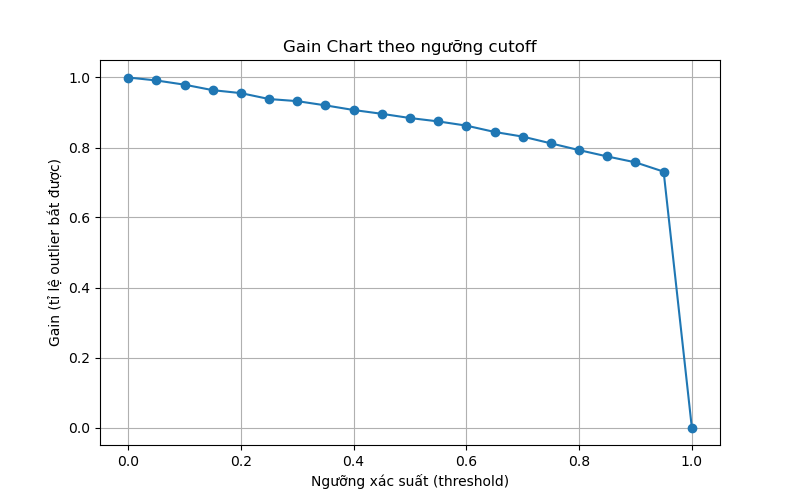 Gain Chart theo ngưỡng cutoff
Gain (tỉ lệ outlier bắt được)
1.0
0.8
0.6
0.4
0.2
0.0
0.0 0.2 0.4 0.6 0.8 1.0
Ngưỡng xác suất (threshold)